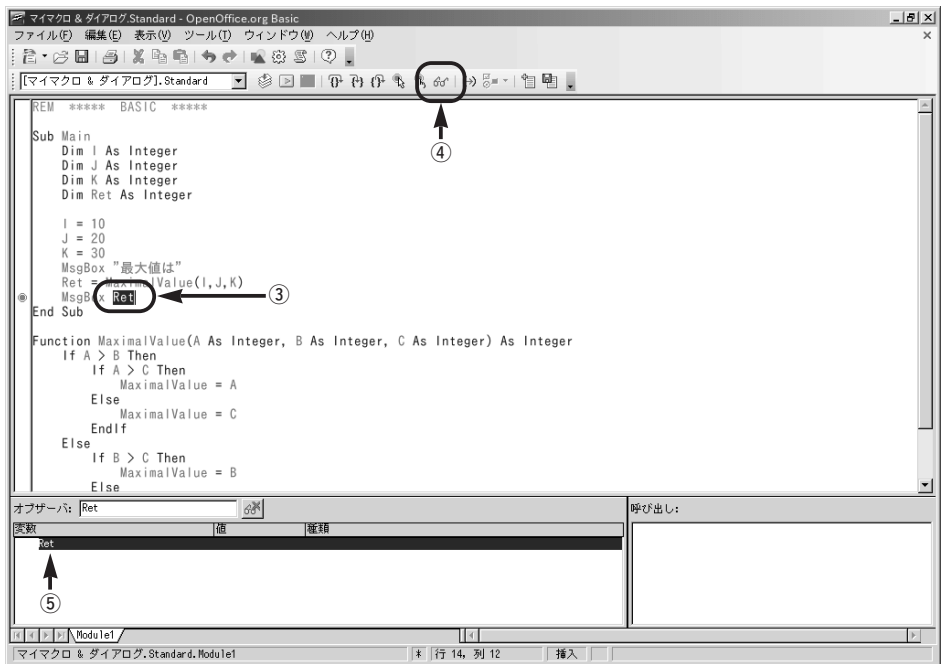 マイマクロ & ダイアログ.Standard - OpenOffice.org Basic
ファイル(F) 編集(E) 表示(V) ツール(T) ウィンドウ(W) ヘルプ(H)
[マイマクロ & ダイアログ].Standard
REM ***** BASIC *****
Sub Main
Dim I As Integer
Dim J As Integer
Dim K As Integer
Dim Ret As Integer
I = 10
J = 20
K = 30
MsgBox "最大値は"
Ret = MaximalValue(I,J,K)
MsgBox Ret
End Sub
Function MaximalValue(A As Integer, B As Integer, C As Integer) As Integer
If A > B Then
If A > C Then
MaximalValue = A
Else
MaximalValue = C
EndIf
Else
If B > C Then
MaximalValue = B
Else
④
③
オブザーバ: Ret
呼び出し:
変数 値 種類
Ret
⑤
Module1
マイマクロ & ダイアログ.Standard.Module1 * 行 14, 列 12 挿入